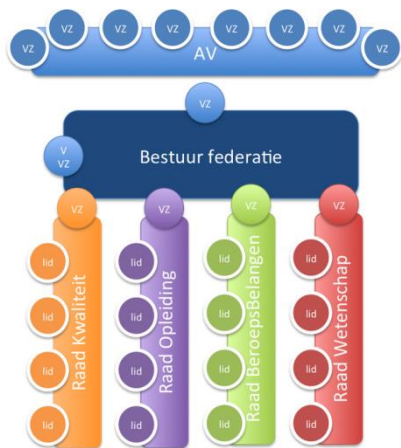 VZ VZ VZ VZ VZ VZ VZ VZ
AV
VZ
V
VZ
Bestuur federatie
VZ VZ VZ VZ
lid lid lid lid
lid lid lid lid
lid lid lid lid
lid lid lid lid
Raad Kwaliteit
Raad Opleiding
Raad BeroepsBelangen
Raad Wetenschap